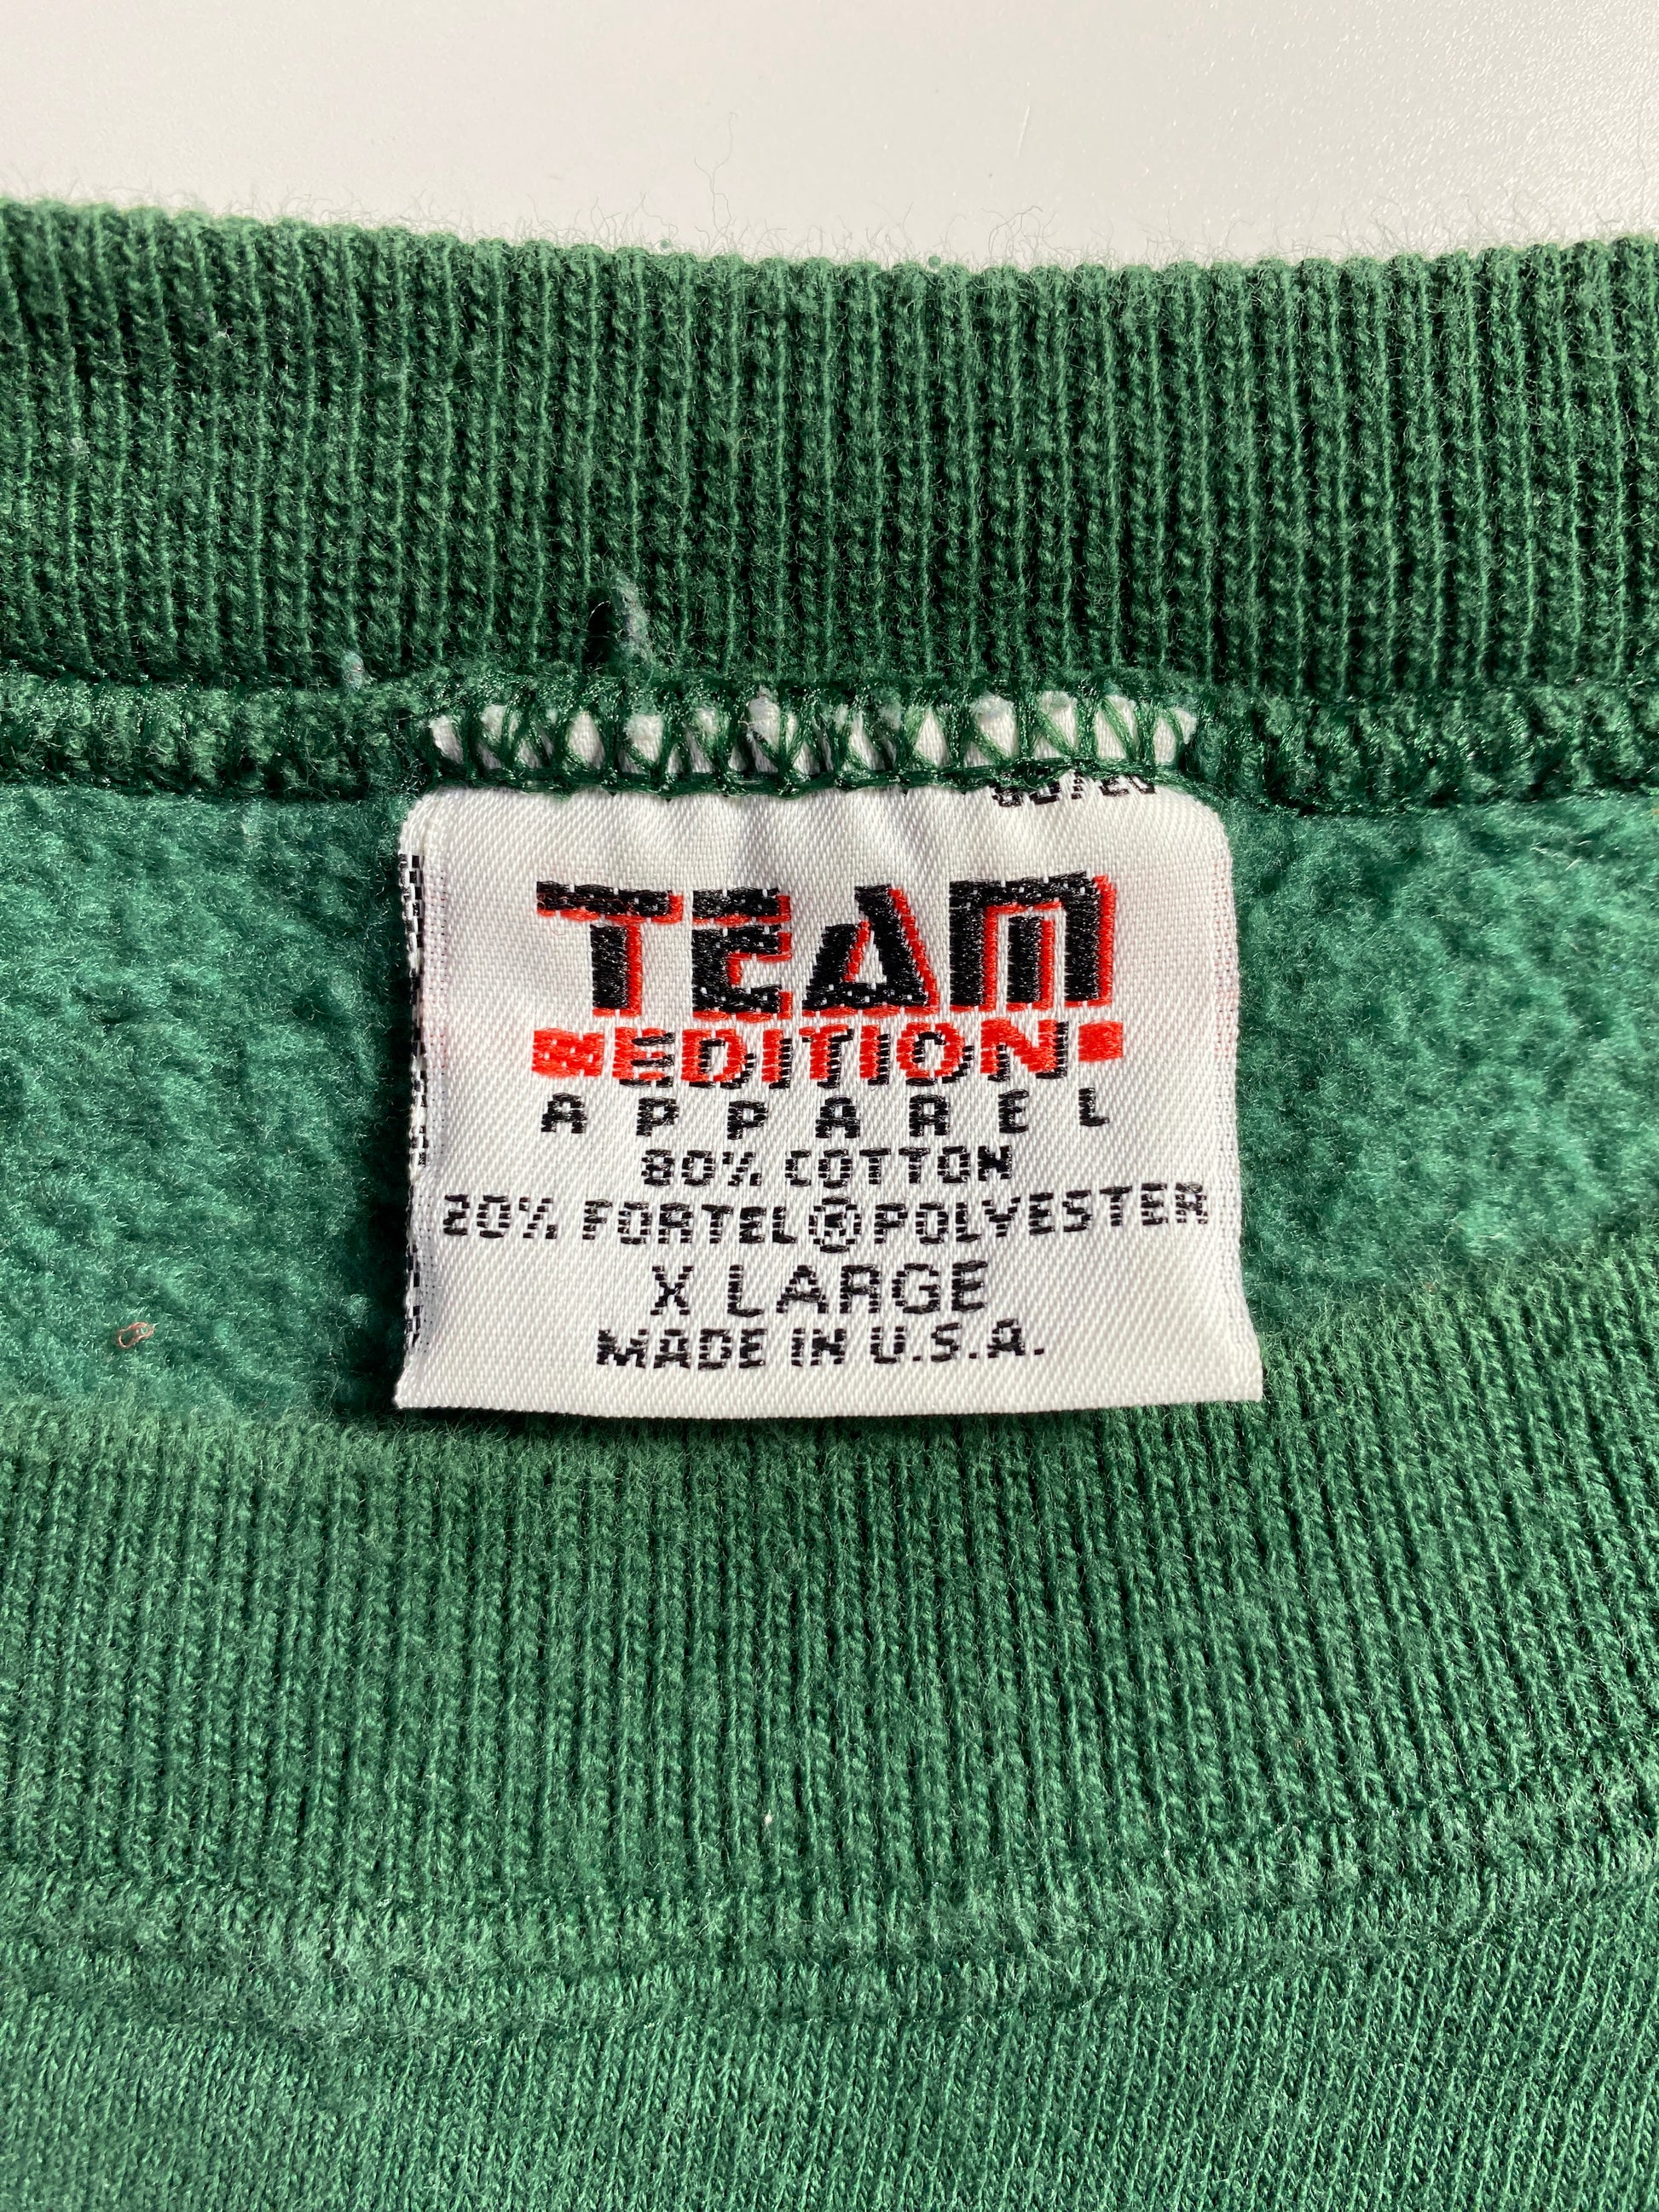 TEAM
EDITION
APPAREL
80% COTTON
20% FORTEL®POLYESTER
X LARGE
MADE IN U.S.A.